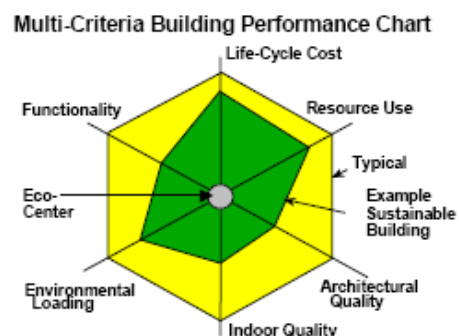 Multi-Criteria Building Performance Chart
Life-Cycle Cost
Functionality
Resource Use
Typical
Eco-
Center
Example
Sustainable
Building
Environmental
Loading
Architectural
Quality
Indoor Quality